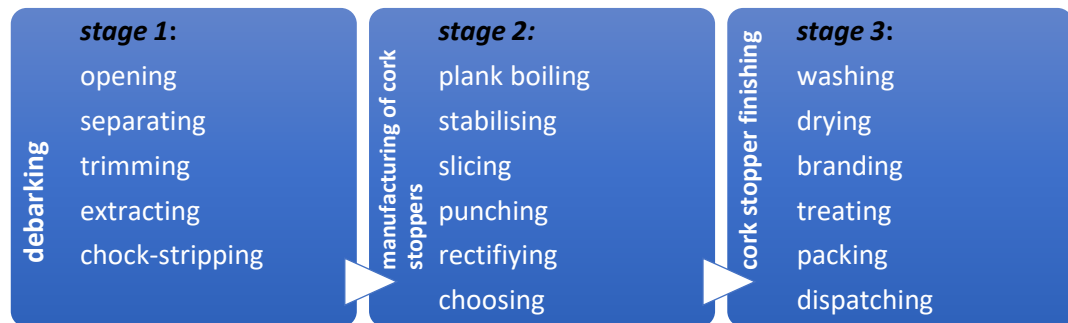 debarking
stage 1:
opening
separating
trimming
extracting
chock-stripping
manufacturing of cork
stoppers
stage 2:
plank boiling
stabilising
slicing
punching
rectifiying
choosing
cork stopper finishing
stage 3:
washing
drying
branding
treating
packing
dispatching